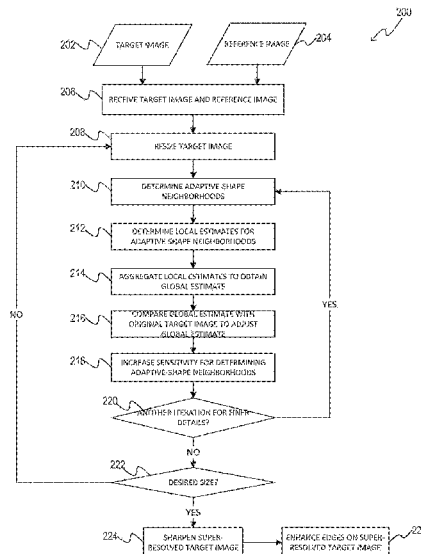 200
202
TARGET IMAGE
REFERENCE IMAGE
204
206
RECEIVE TARGET IMAGE AND REFERENCE IMAGE
208
RESIZE TARGET IMAGE
210
DETERMINE ADAPTIVE-SHAPE
NEIGHBORHOODS
212
DETERMINE LOCAL ESTIMATES FOR
ADAPTIVE SHAPE NEIGHBORHOODS
214
AGGREGATE LOCAL ESTIMATES TO OBTAIN
GLOBAL ESTIMATE
NO
YES
216
COMPARE GLOBAL ESTIMATE WITH
ORIGINAL TARGET IMAGE TO ADJUST
GLOBAL ESTIMATE
218
INCREASE SENSITIVITY FOR DETERMINING
ADAPTIVE-SHAPE NEIGHBORHOODS
220
ANOTHER ITERATION FOR FINER
DETAILS?
NO
222
DESIRED SIZE?
YES
224
SHARPEN SUPER-
RESOLVED TARGET IMAGE
22
ENHANCE EDGES ON SUPER-
RESOLVED TARGET IMAGE